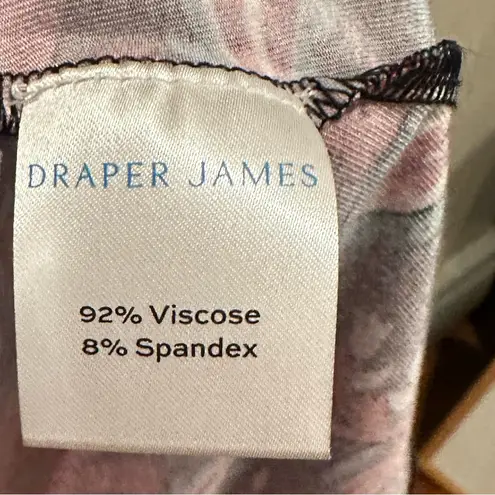 DRAPER JAMES
92% Viscose
8% Spandex